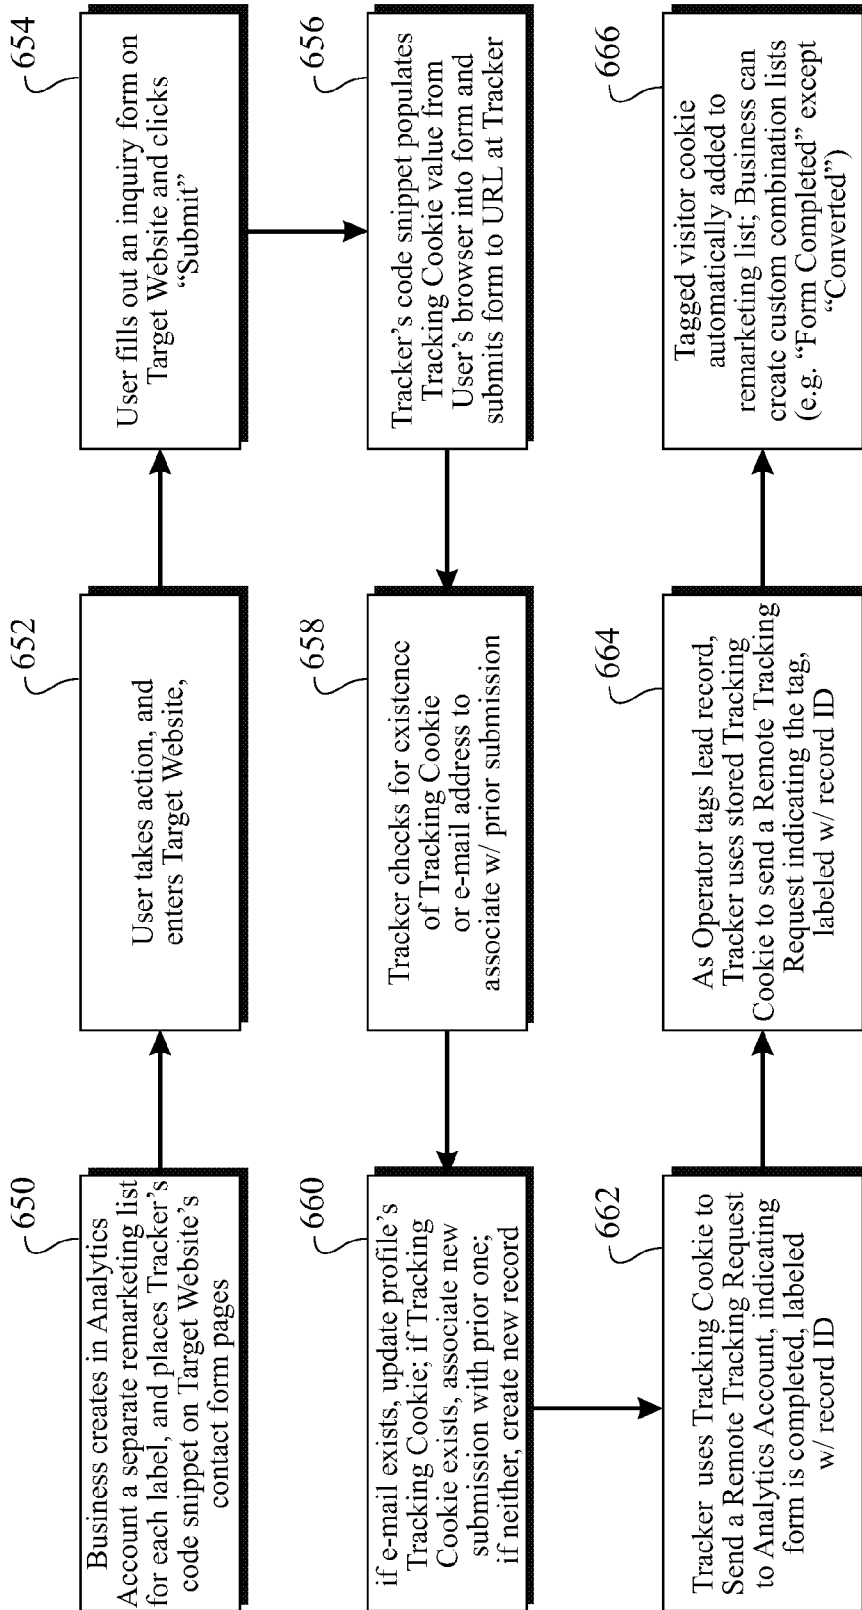 650
Business creates in Analytics
Account a separate remarketing list
for each label, and places Tracker's
code snippet on Target Website's
contact form pages
652
User takes action, and
enters Target Website,
654
User fills out an inquiry form on
Target Website and clicks
“Submit”
656
Tracker's code snippet populates
Tracking Cookie value from
User's browser into form and
submits form to URL at Tracker
658
Tracker checks for existence
of Tracking Cookie
or e-mail address to
associate w/ prior submission
660
if e-mail exists, update profile's
Tracking Cookie; if Tracking
Cookie exists, associate new
submission with prior one;
if neither, create new record
662
Tracker uses Tracking Cookie to
Send a Remote Tracking Request
to Analytics Account, indicating
form is completed, labeled
w/ record ID
664
As Operator tags lead record,
Tracker uses stored Tracking
Cookie to send a Remote Tracking
Request indicating the tag,
labeled w/ record ID
666
Tagged visitor cookie
automatically added to
remarketing list; Business can
create custom combination lists
(e.g. “Form Completed” except
“Converted”)